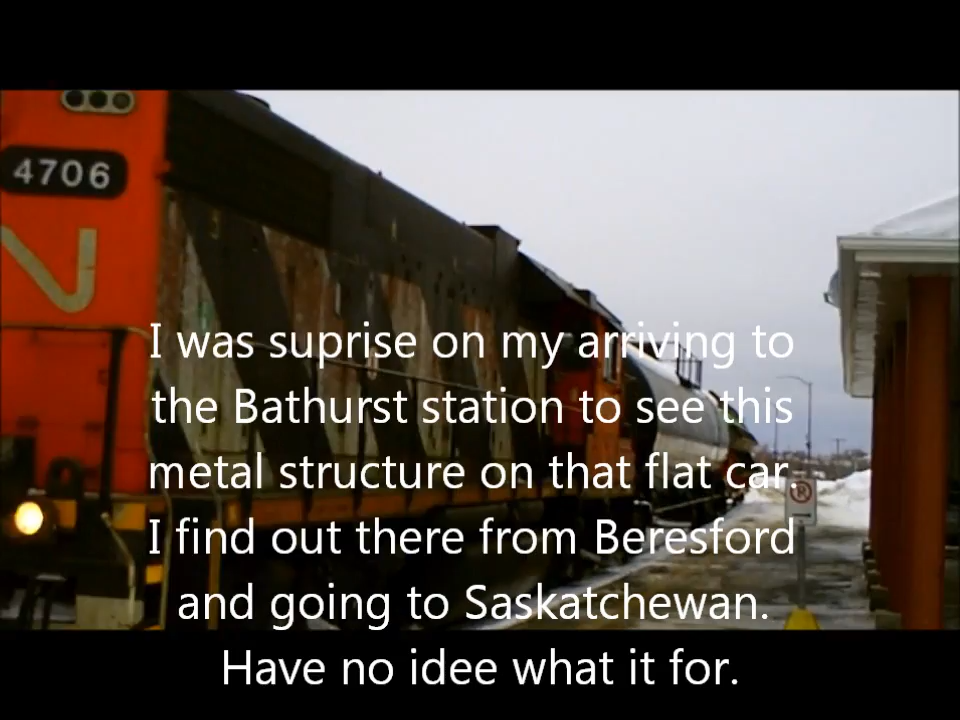 4706
N
I was suprise on my arriving to
the Bathurst station to see this
metal structure on that flat car.
I find out there from Beresford
and going to Saskatchewan.
Have no idee what it for.